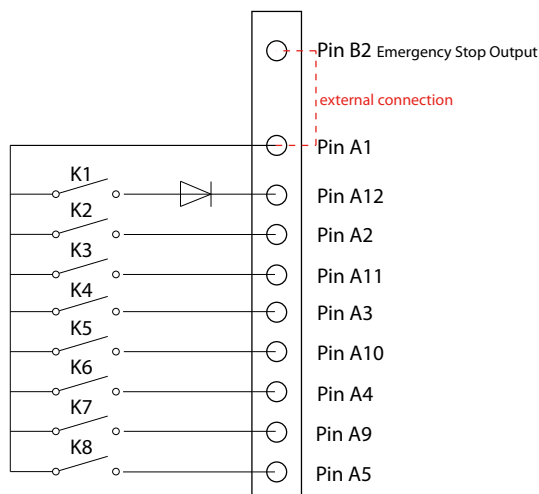 Pin B2 Emergency Stop Output
external connection
Pin A1
K1
Pin A12
K2
Pin A2
K3
Pin A11
K4
Pin A3
K5
Pin A10
K6
Pin A4
K7
Pin A9
K8
Pin A5